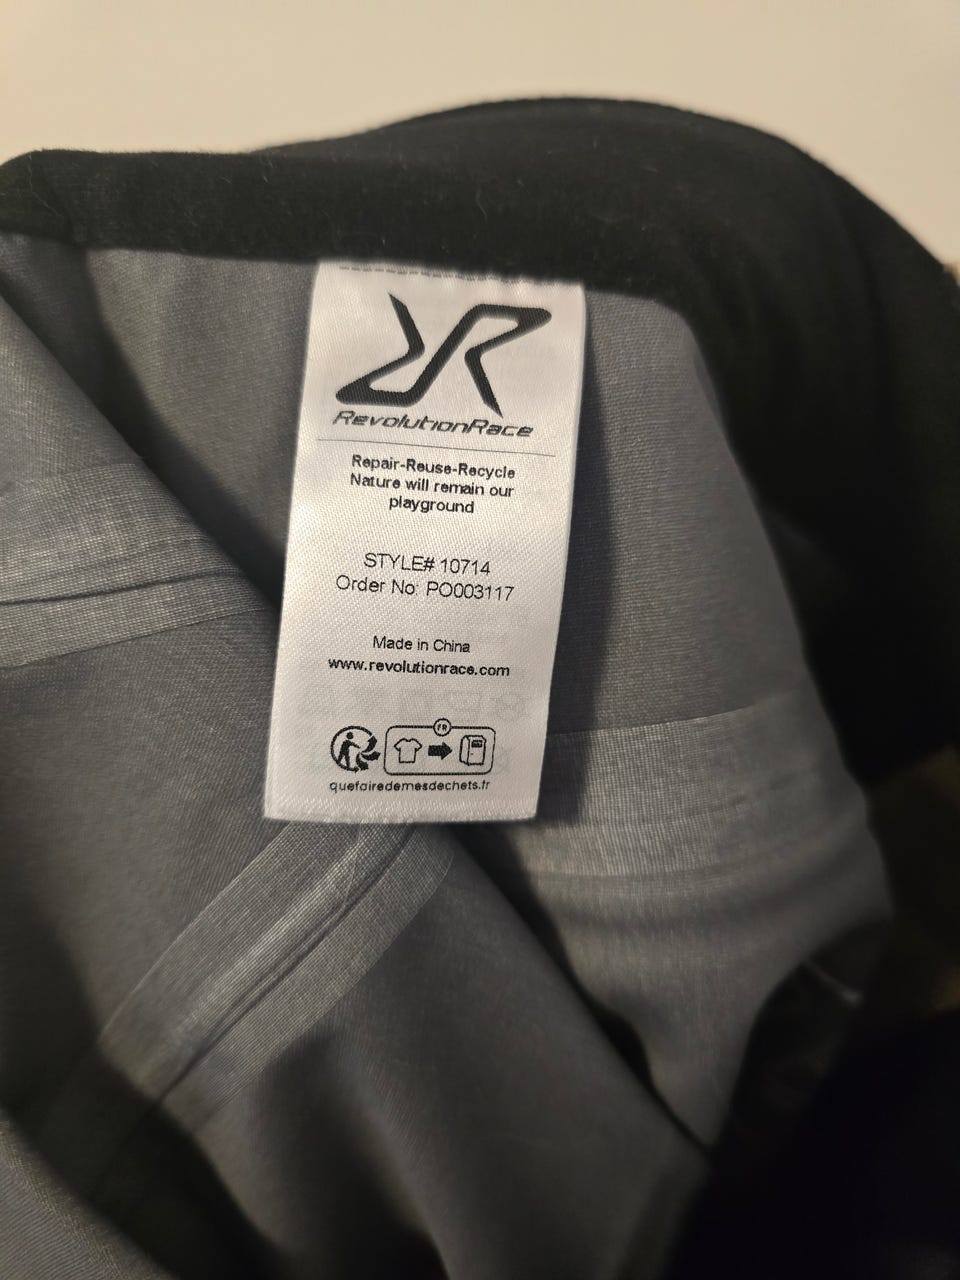 RevolutionRace
Repair-Reuse-Recycle
Nature will remain our
playground
STYLE# 10714
Order No: PO003117
Made in China
www.revolutionrace.com
FR
quefairedemesdechets.fr